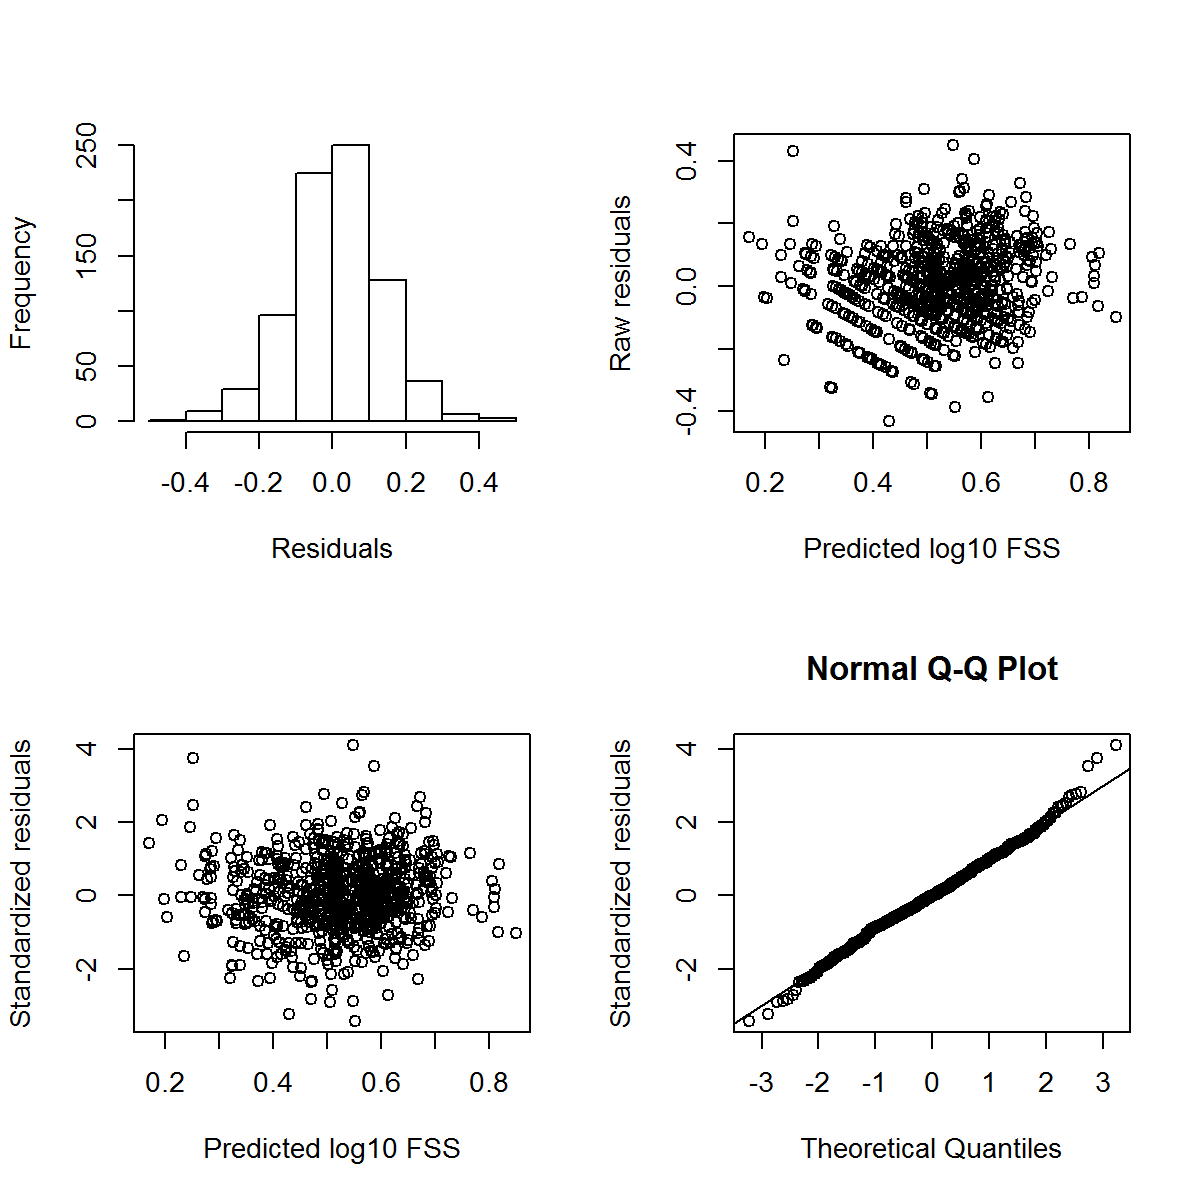 250
150
50
0
Frequency
-0.4 -0.2 0.0 0.2 0.4
Residuals
0.4
0.0
-0.4
Raw residuals
0.2 0.4 0.6 0.8
Predicted log10 FSS
4
2
0
-2
Standardized residuals
0.2 0.4 0.6 0.8
Predicted log10 FSS
Normal Q-Q Plot
4
2
0
-2
Standardized residuals
-3 -2 -1 0 1 2 3
Theoretical Quantiles